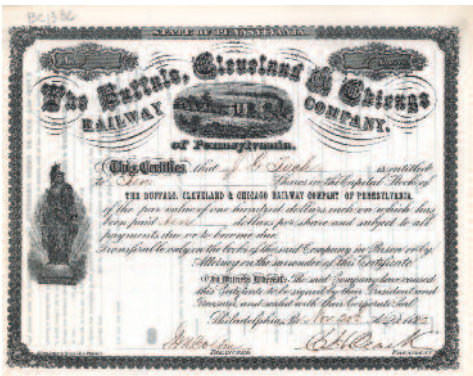 BC13BC
STATE OF PENNSYLVANIA
The Buffalo, Cleveland & Chicago
RAILWAY COMPANY.
of Pennsylvania.
This Certifies that J. G. is entitled
to Ten Shares in the Capital Stock of
THE BUFFALO, CLEVELAND & CHICAGO RAILWAY COMPANY OF PENNSYLVANIA.
of the par value of one hundred dollars each on which has
been paid dollars per share and subject to all
payments due or to become due.
Transferable only on the books of the said Company in Person or by
Attorney on the surrender of this Certificate.
In Witness Whereof, The said Company have caused
this Certificate to be signed by their President and
Treasurer, and sealed with their Corporate Seal
Philadelphia, Pa. Nov. 188
TREASURER
PRESIDENT